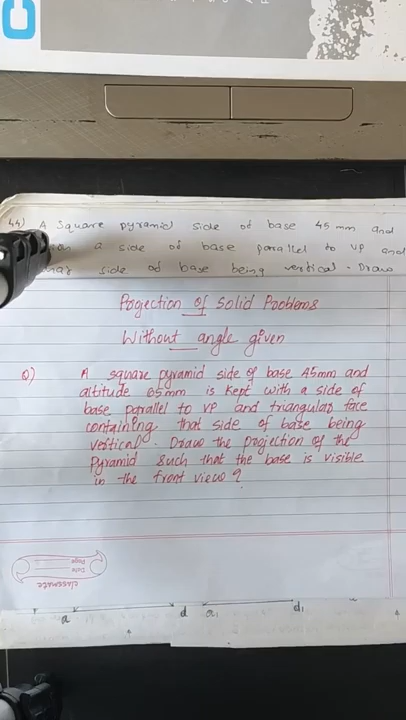 44) A Square pyramid side of base 45 mm and
a side of base parallel to VP and
side of base being vertical. Draw
Projection of Solid Problems
Without angle given
Q) A square pyramid side of base 45mm and
altitude 65mm is kept with a side of
base parallel to VP and triangular face
containing that side of base being
vertical. Draw the projection of the
Pyramid Such that the base is visible
in the front view?
classmate
Date
Page
a d a1 d1